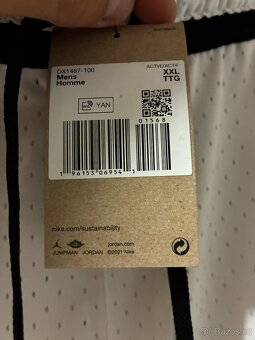 DX1487-100
Mens
Homme
ACTIVE/ACTIF
XXL
TTG
YAN
01568
1 96153 06954
nike.com/sustainability
JUMPMAN JORDAN
jordan.com
©2021 Nike